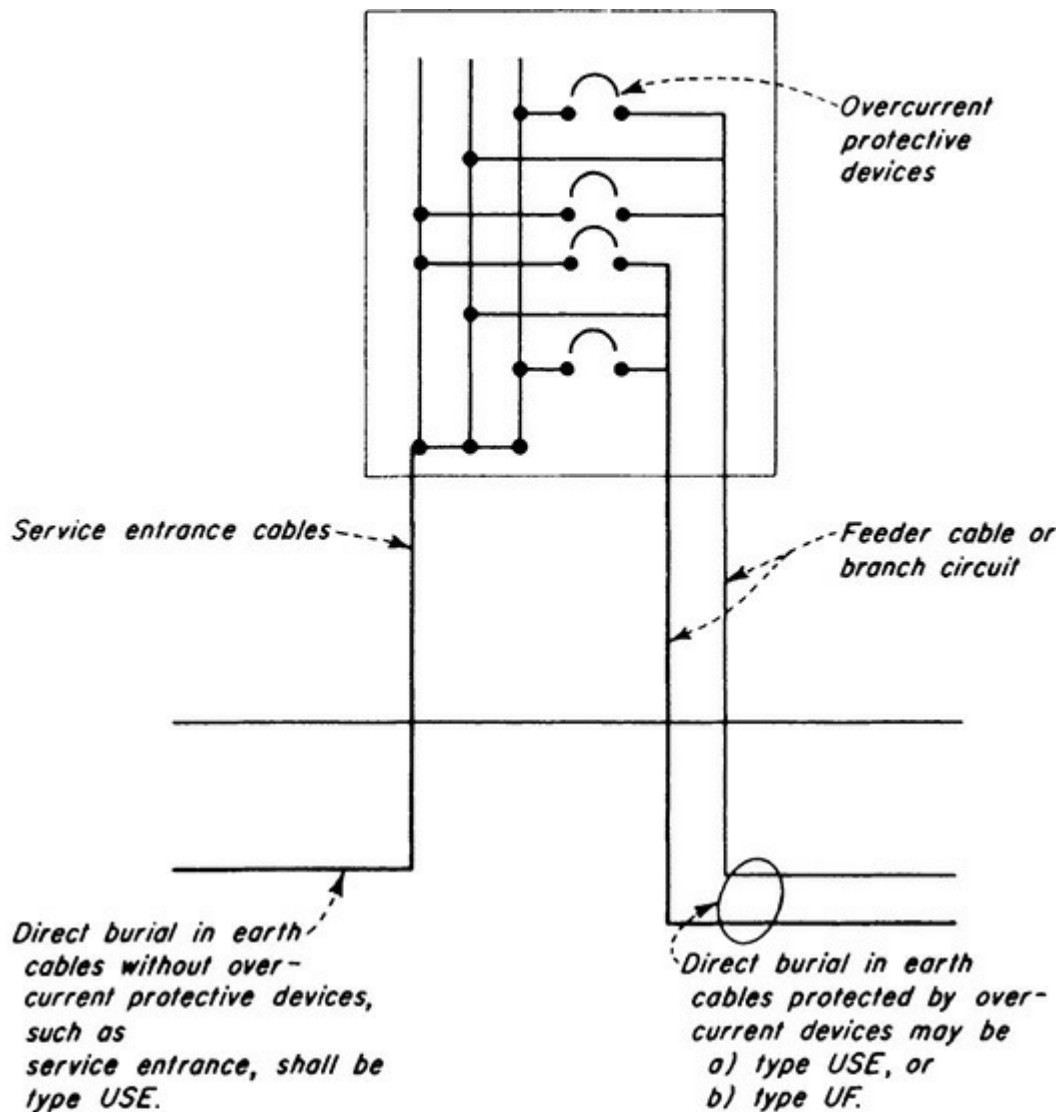 Overcurrent
protective
devices
Service entrance cables
Feeder cable or
branch circuit
Direct burial in earth
cables without over-
current protective devices,
such as
service entrance, shall be
type USE.
Direct burial in earth
cables protected by over-
current devices may be
a) type USE, or
b) type UF.